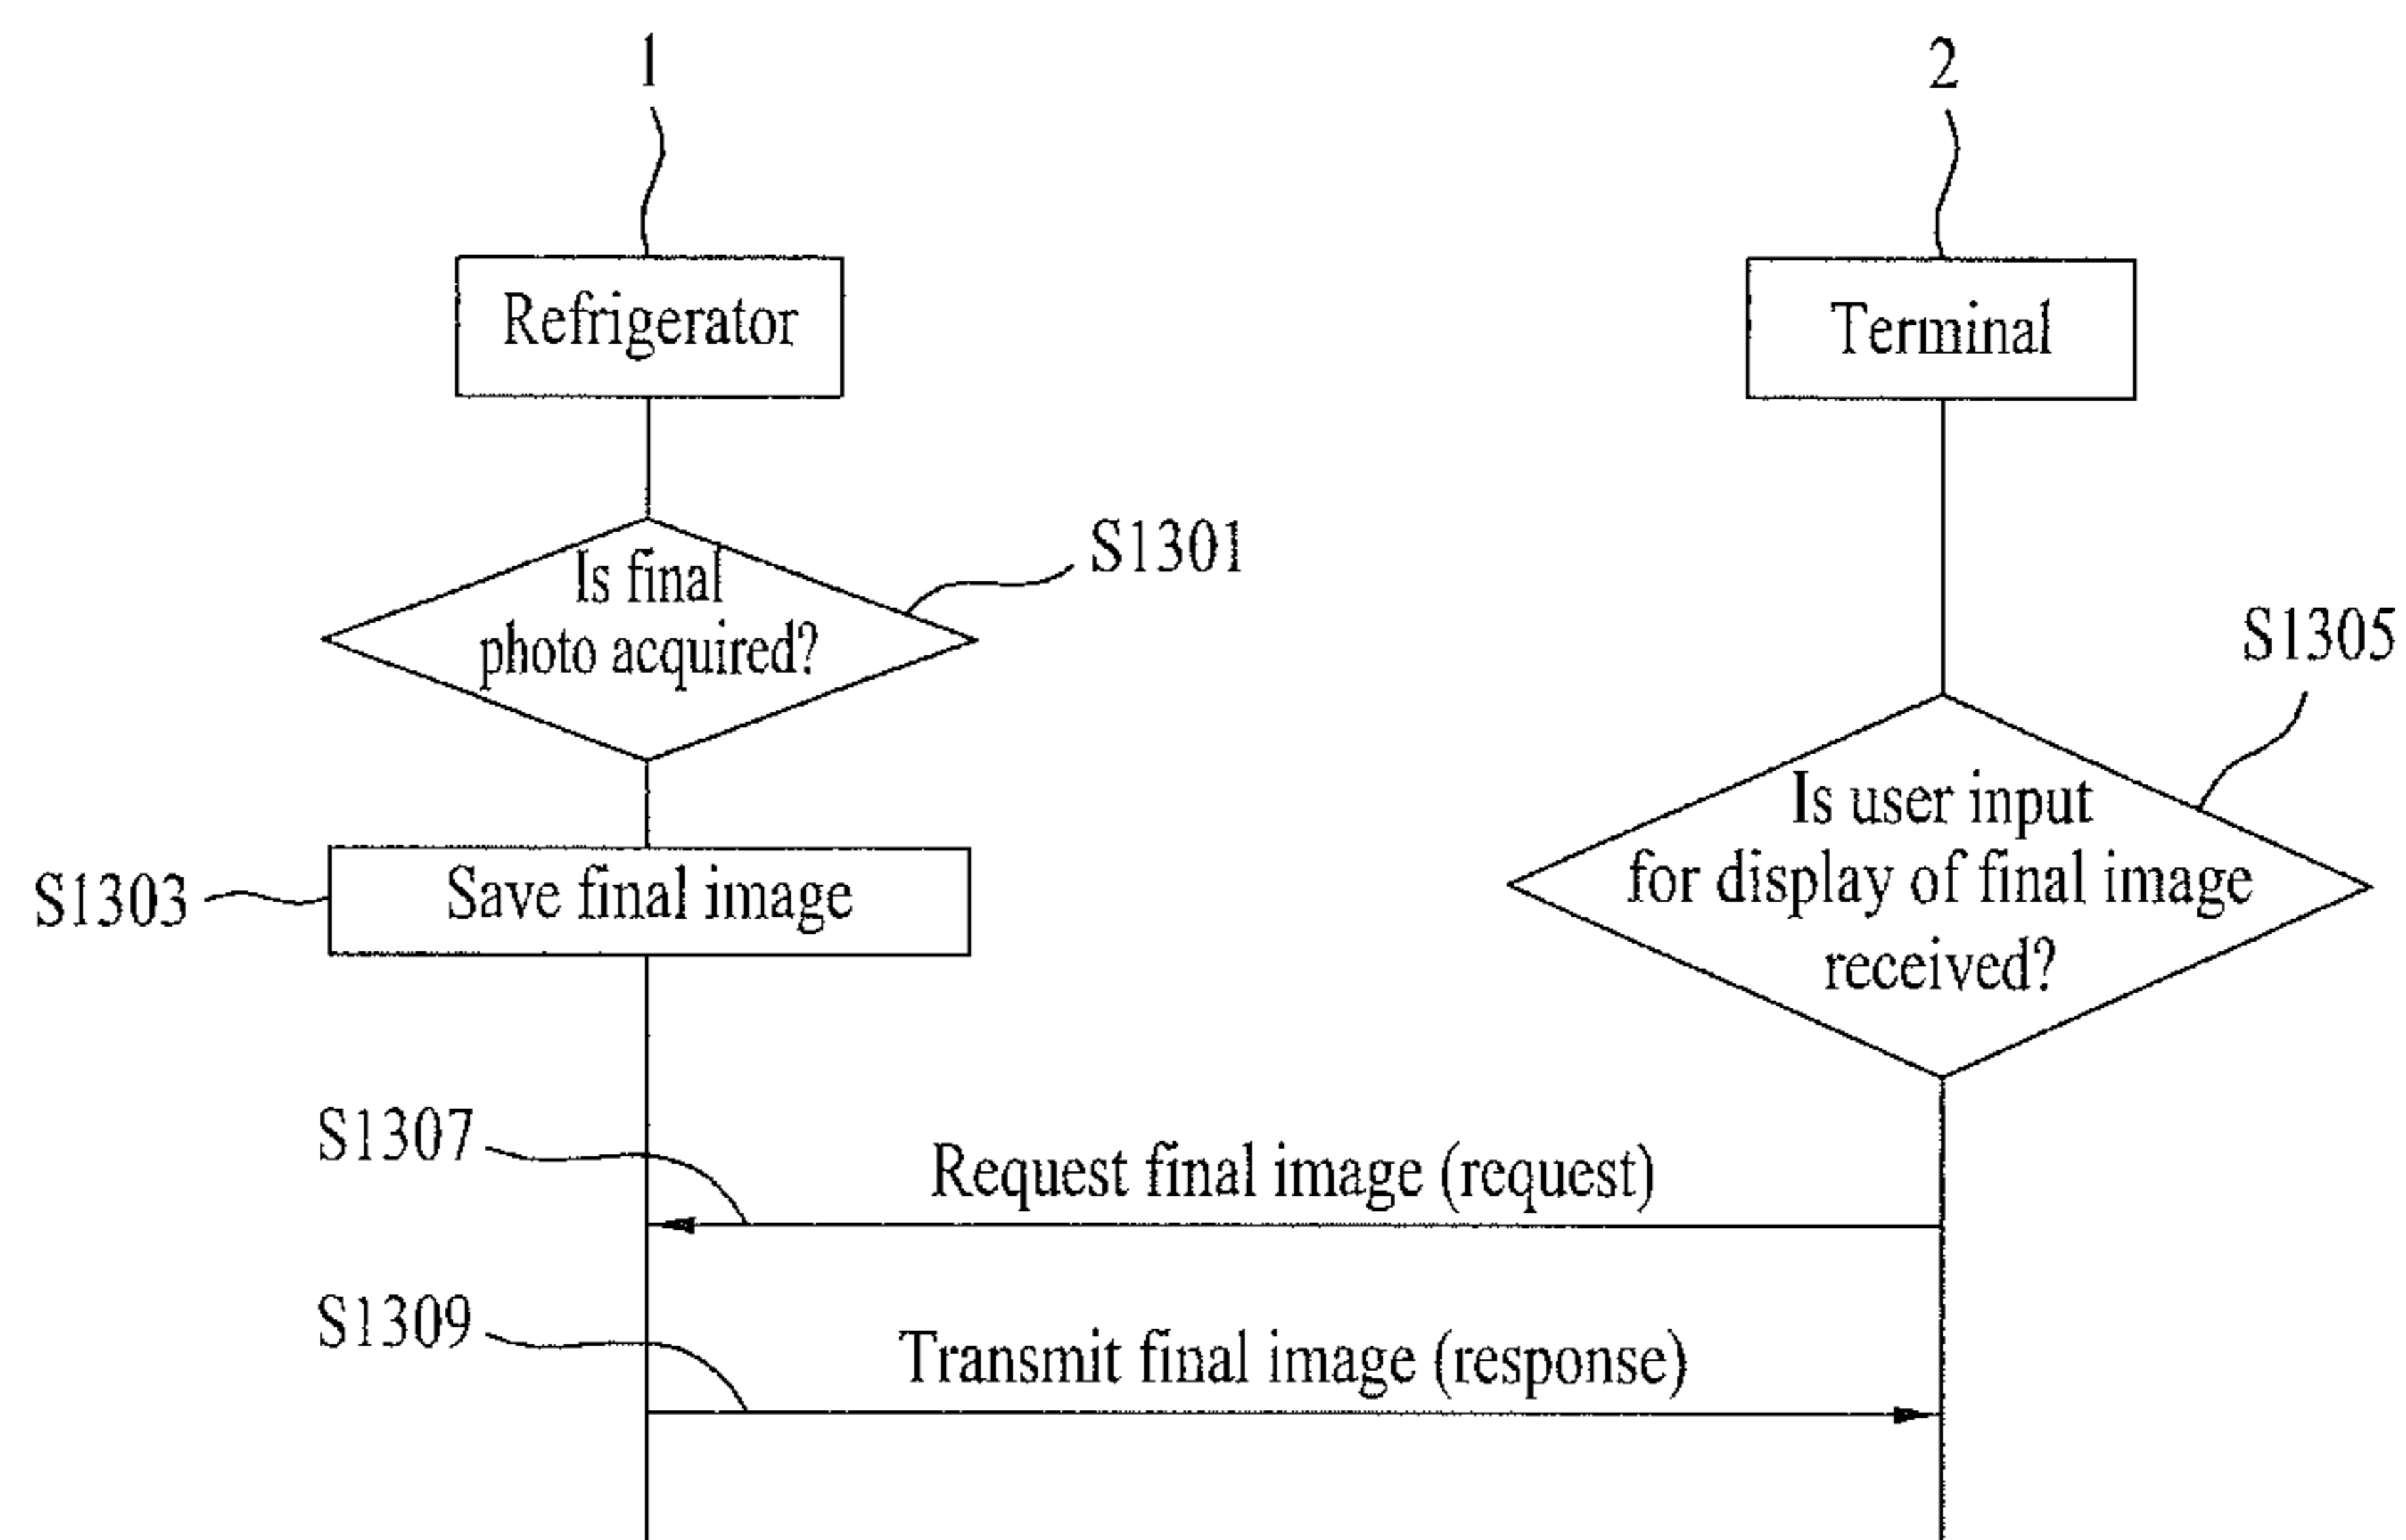 1
2
Refrigerator
Terminal
Is final
photo acquired?
S1301
S1305
Is user input
for display of final image
received?
S1303
Save final image
S1307
Request final image (request)
S1309
Transmit final image (response)